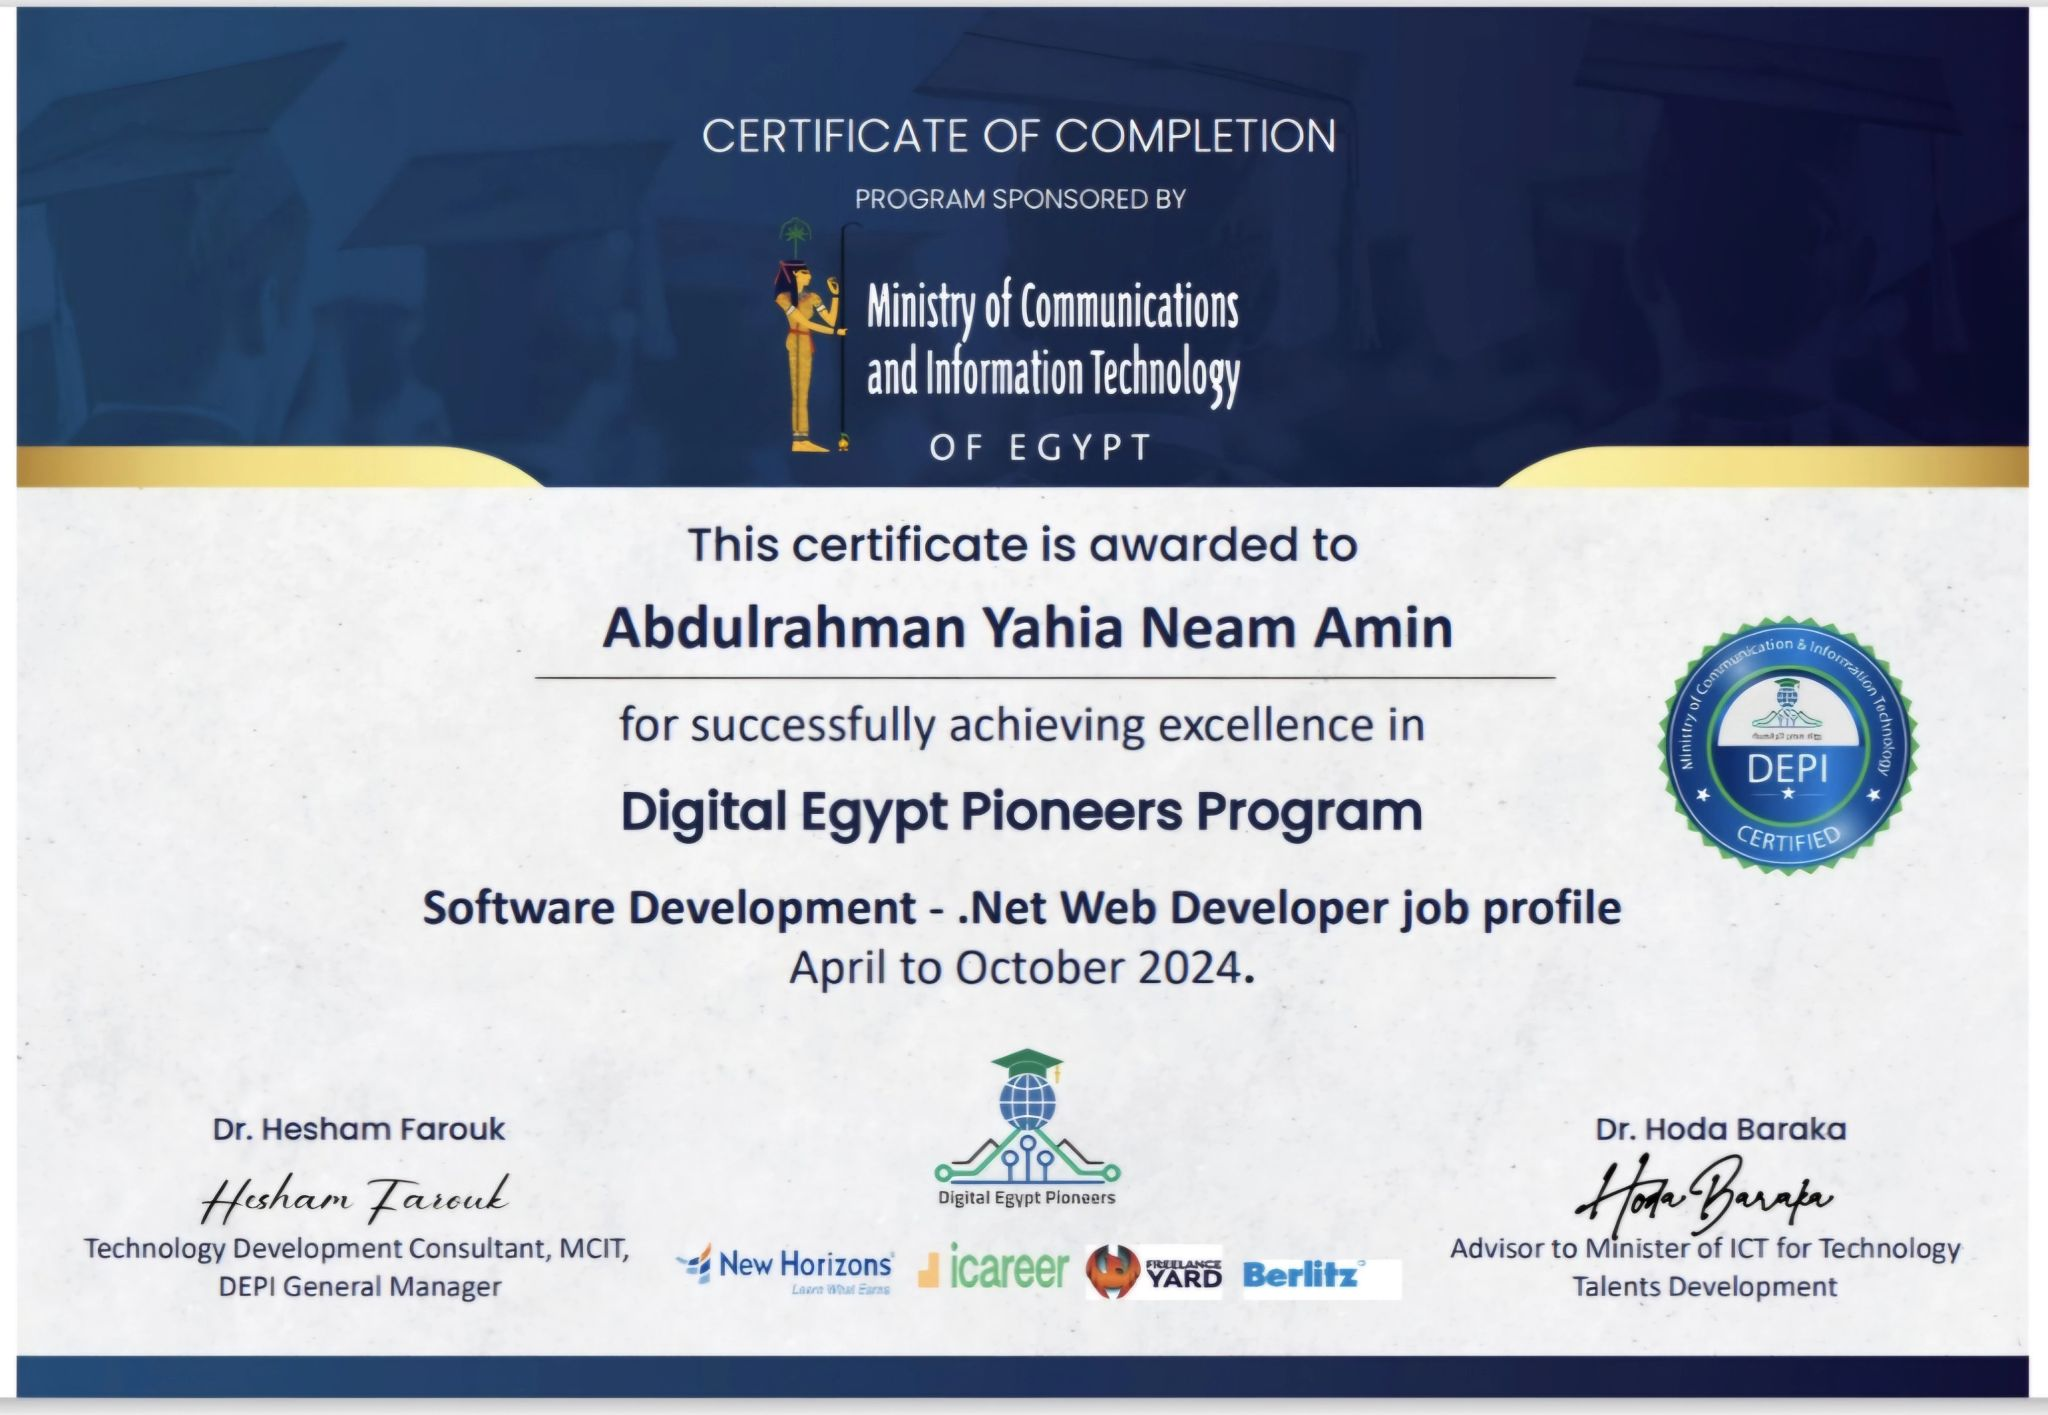 CERTIFICATE OF COMPLETION
PROGRAM SPONSORED BY
Ministry of Communications
and Information Technology
OF EGYPT
This certificate is awarded to
Abdulrahman Yahia Neam Amin
for successfully achieving excellence in
Digital Egypt Pioneers Program
Software Development - .Net Web Developer job profile
April to October 2024.
Ministry of Communication & Information Technology
DEPI
CERTIFIED
Dr. Hesham Farouk
Hesham Farouk
Technology Development Consultant, MCIT,
DEPI General Manager
Digital Egypt Pioneers
New Horizons
Learn What Earns
icareer
FREELANCE
YARD
Berlitz
Dr. Hoda Baraka
Hoda Baraka
Advisor to Minister of ICT for Technology
Talents Development